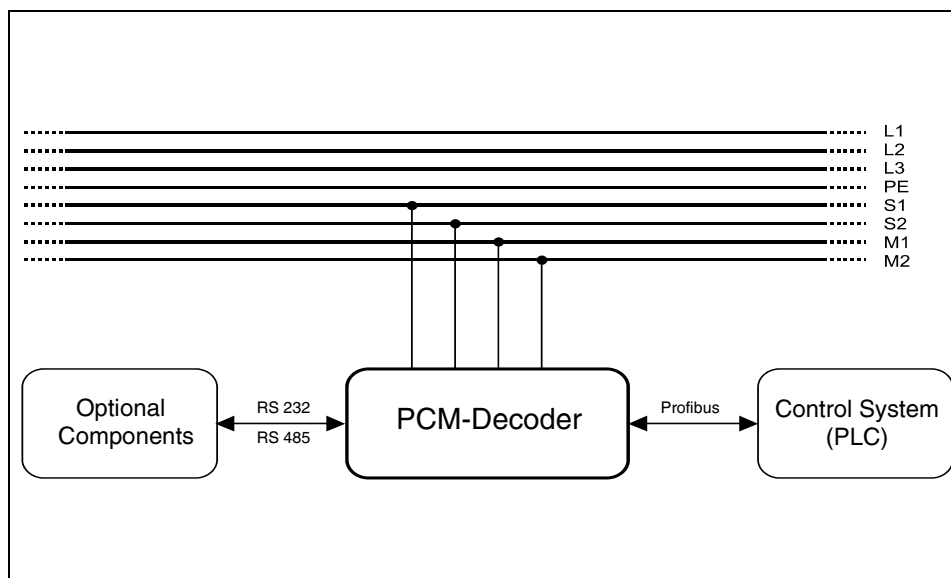 L1
L2
L3
PE
S1
S2
M1
M2
Optional
Components
RS 232
RS 485
PCM-Decoder
Profibus
Control System
(PLC)